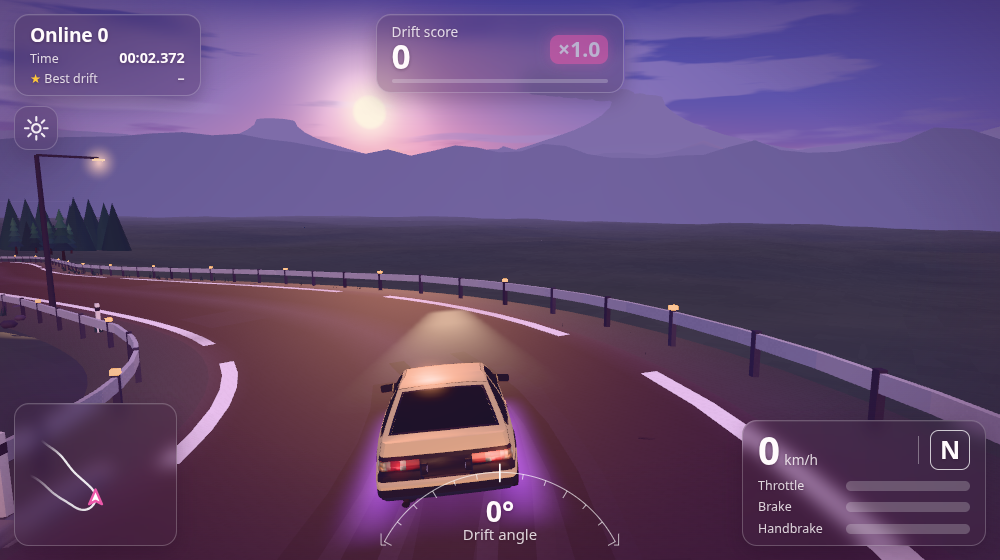 Online 0
Time 00:02.372
★ Best drift –
Drift score
0
×1.0
0 km/h
N
Throttle
Brake
Handbrake
0°
Drift angle